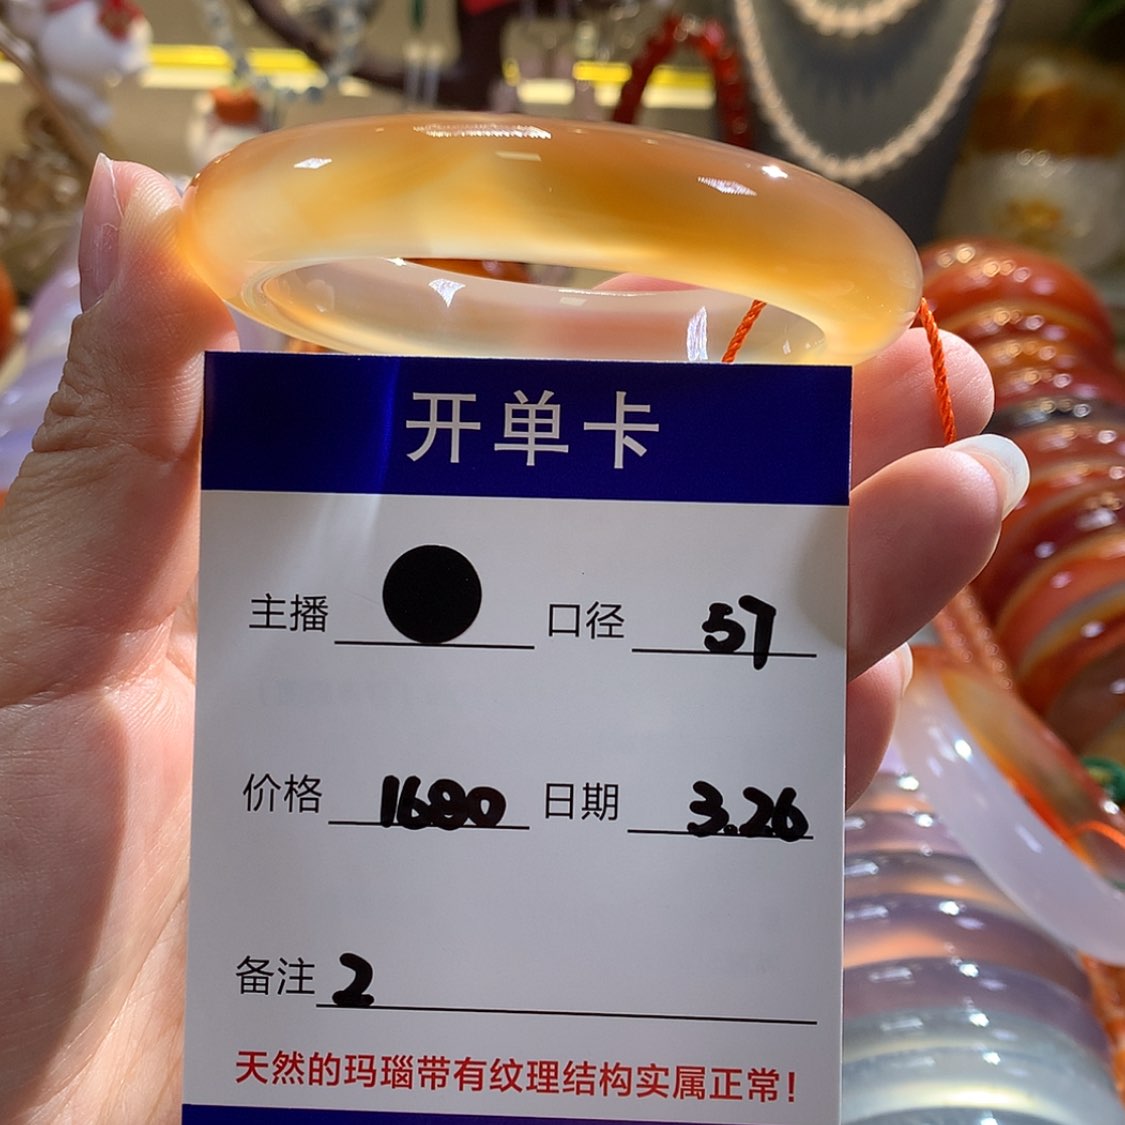 开单卡
主播 口径 57
价格 1680 日期 3.26
备注 2
天然的玛瑙带有纹理结构实属正常！